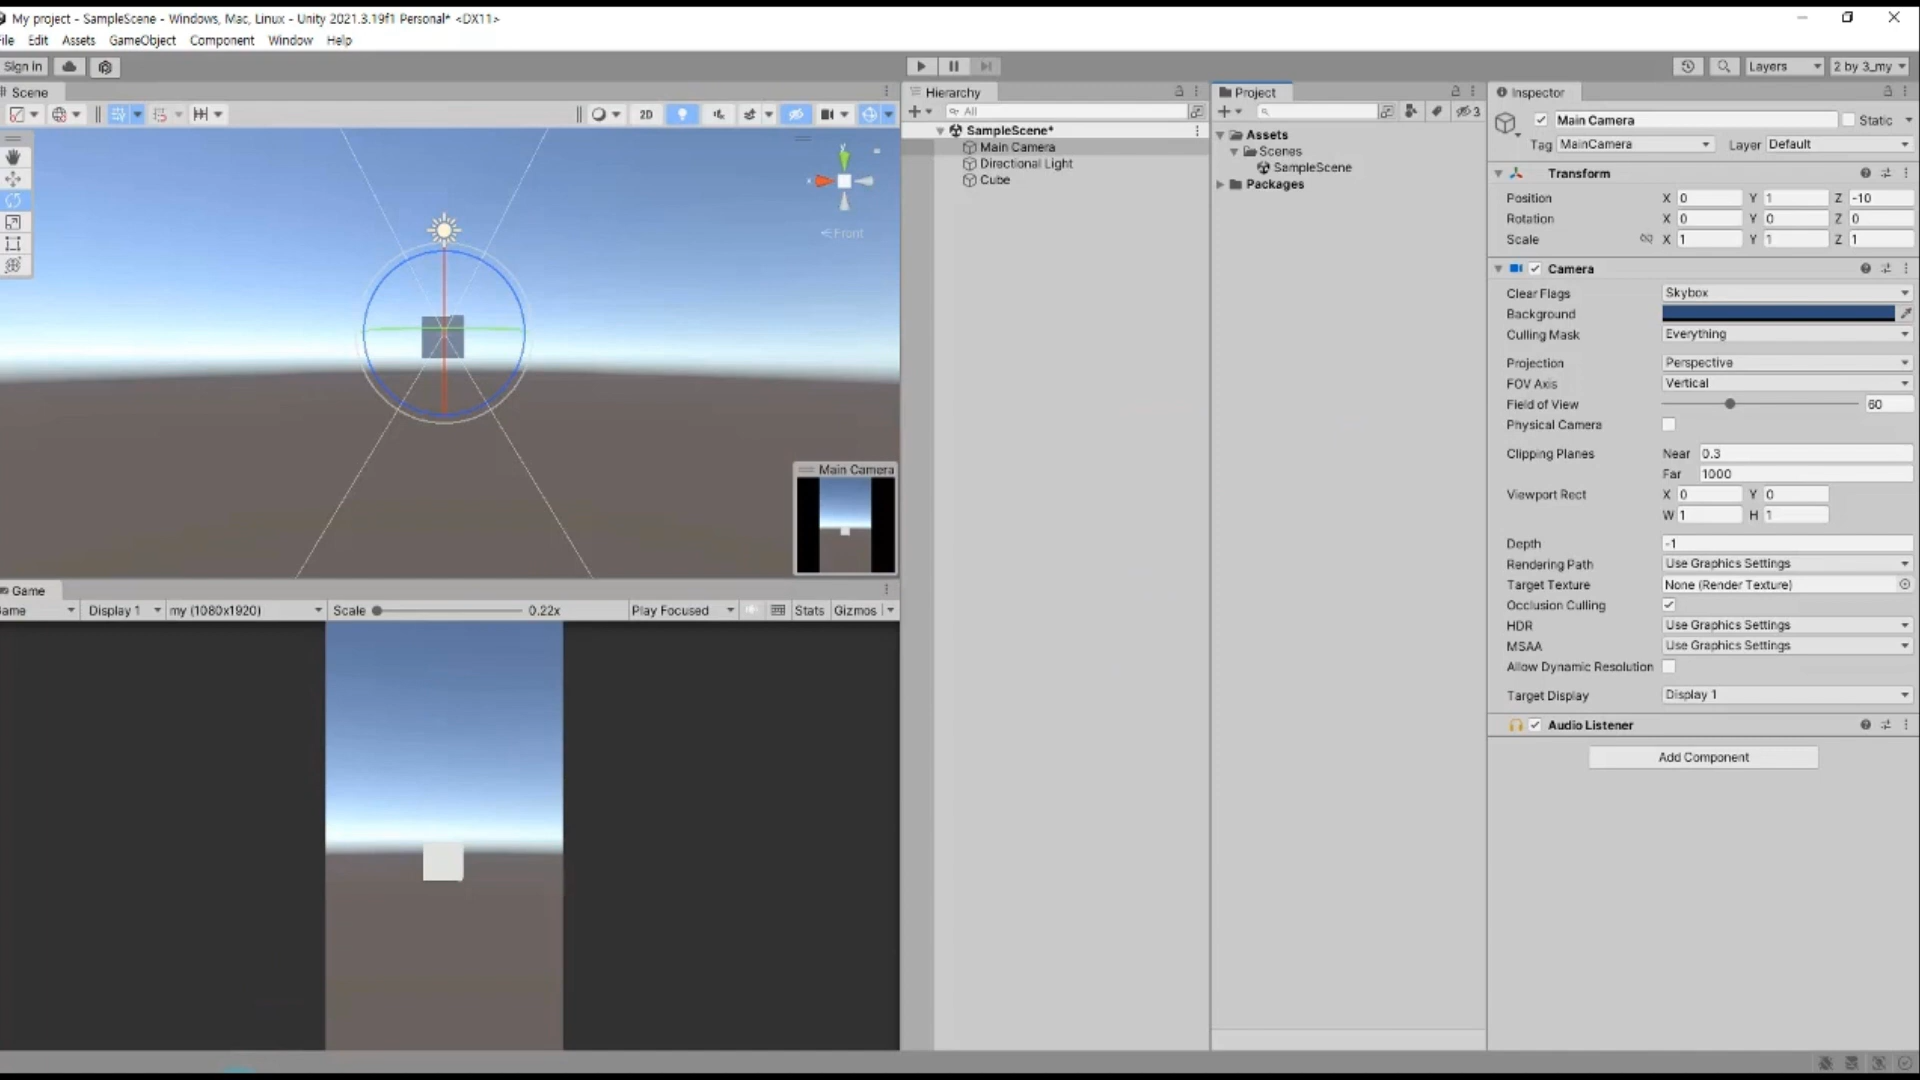 My project - SampleScene - Windows, Mac, Linux - Unity 2021.3.19f1 Personal* <DX11>
File Edit Assets GameObject Component Window Help
Sign in
Layers
2 by 3_my
Scene
2D
y
x
Front
Main Camera
Game
Game Display 1 my (1080x1920) Scale 0.22x Play Focused Stats Gizmos
Hierarchy
All
SampleScene*
Main Camera
Directional Light
Cube
Project
3
Assets
Scenes
SampleScene
Packages
Inspector
Main Camera Static
Tag MainCamera Layer Default
Transform
Position X 0 Y 1 Z -10
Rotation X 0 Y 0 Z 0
Scale X 1 Y 1 Z 1
Camera
Clear Flags Skybox
Background
Culling Mask Everything
Projection Perspective
FOV Axis Vertical
Field of View 60
Physical Camera
Clipping Planes Near 0.3
Far 1000
Viewport Rect X 0 Y 0
W 1 H 1
Depth -1
Rendering Path Use Graphics Settings
Target Texture None (Render Texture)
Occlusion Culling
HDR Use Graphics Settings
MSAA Use Graphics Settings
Allow Dynamic Resolution
Target Display Display 1
Audio Listener
Add Component